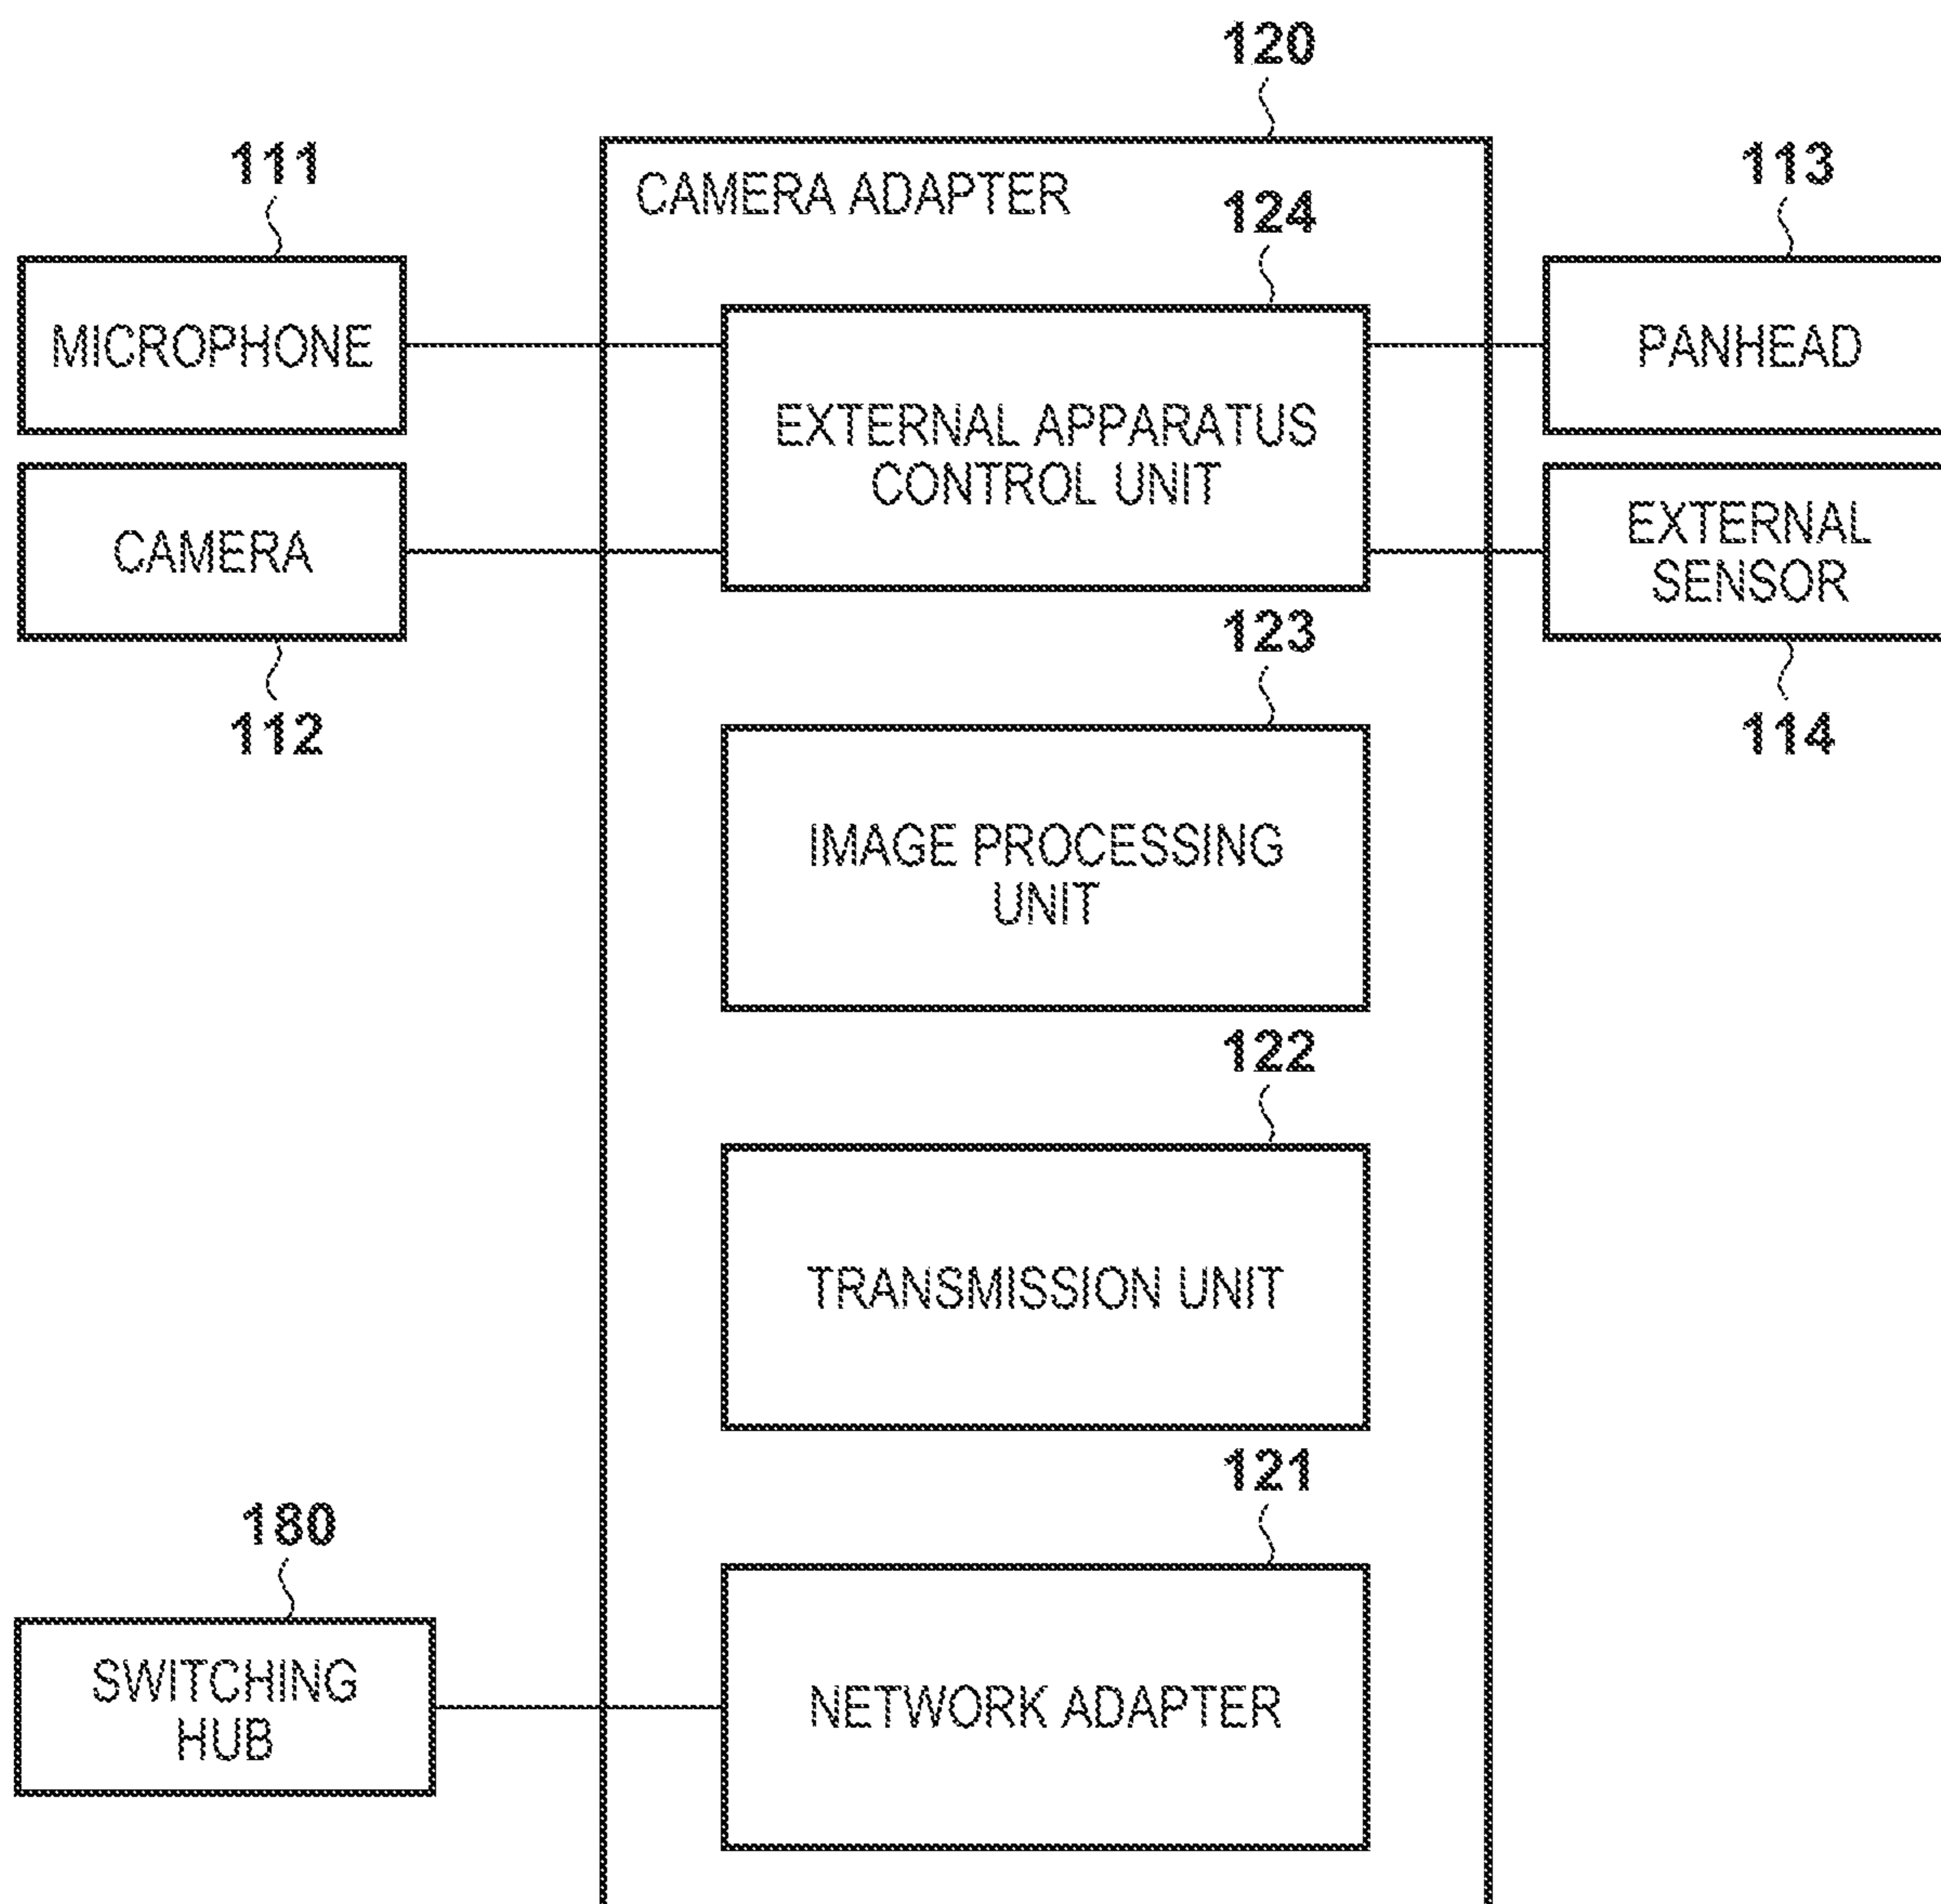 120
111
CAMERA ADAPTER
124
113
MICROPHONE
EXTERNAL APPARATUS
CONTROL UNIT
PANHEAD
CAMERA
EXTERNAL
SENSOR
112
123
114
IMAGE PROCESSING
UNIT
122
TRANSMISSION UNIT
121
180
SWITCHING
HUB
NETWORK ADAPTER